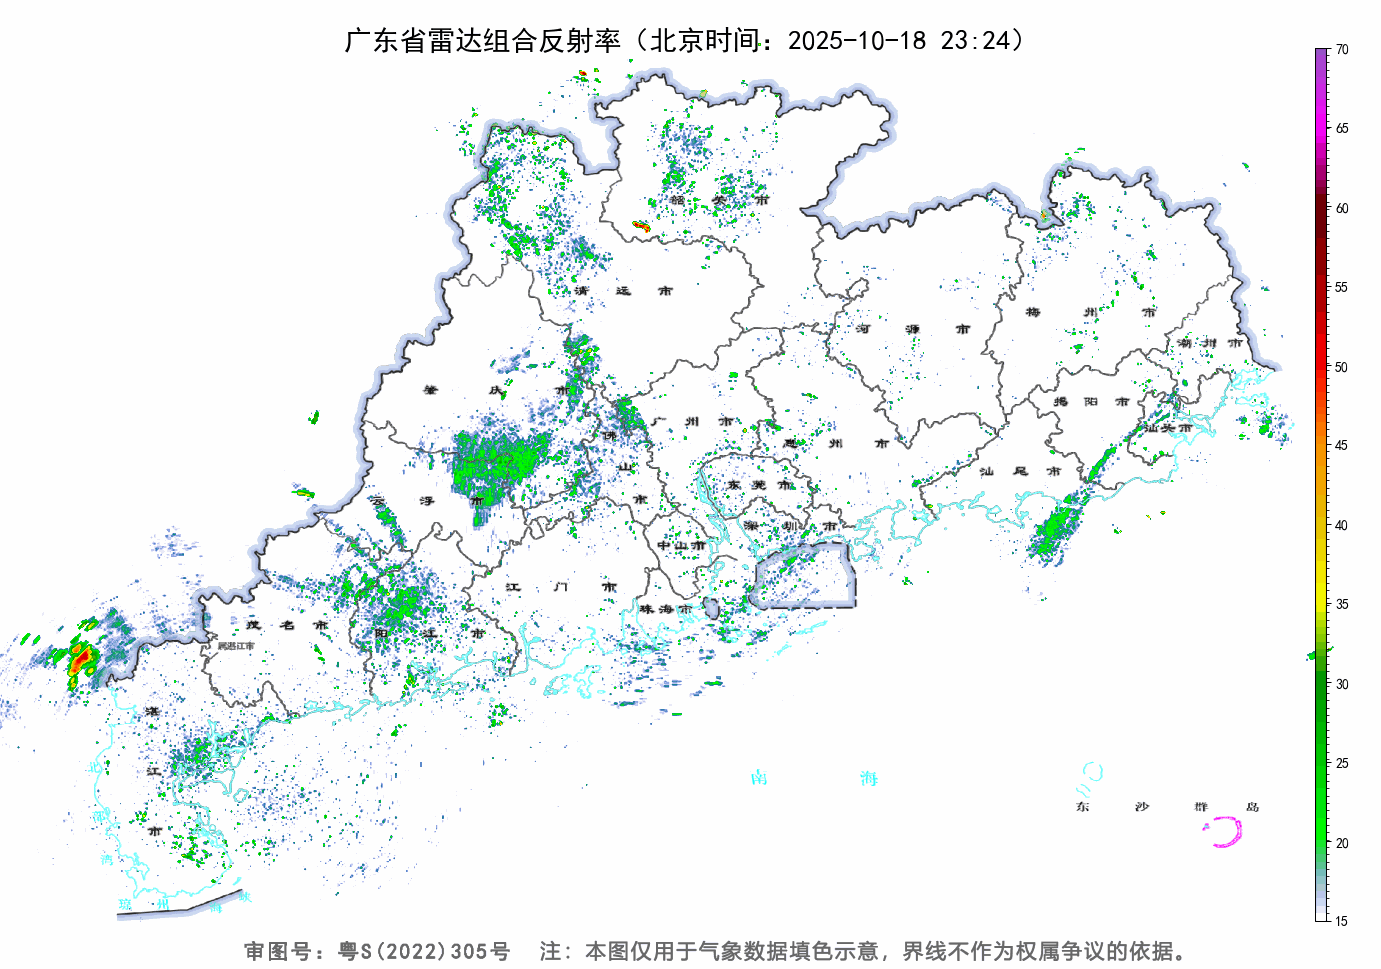 广东省雷达组合反射率（北京时间：2025-10-18 23:24）
70
65
60
55
50
45
40
35
30
25
20
15
韶 关 市
清 远 市
河 源 市
梅 州 市
潮 州 市
肇 庆 市
揭 阳 市
汕头市
广 州 市
佛 山 市
惠 州 市
汕 尾 市
东 莞 市
云 浮 市
深 圳 市
中山市
江 门 市
珠海市
茂 名 市
阳 江 市
属湛江市
湛 江 市
南 海
东 沙 群 岛
北 部 湾
琼 州 海 峡
审图号：粤S(2022)305号 注：本图仅用于气象数据填色示意，界线不作为权属争议的依据。